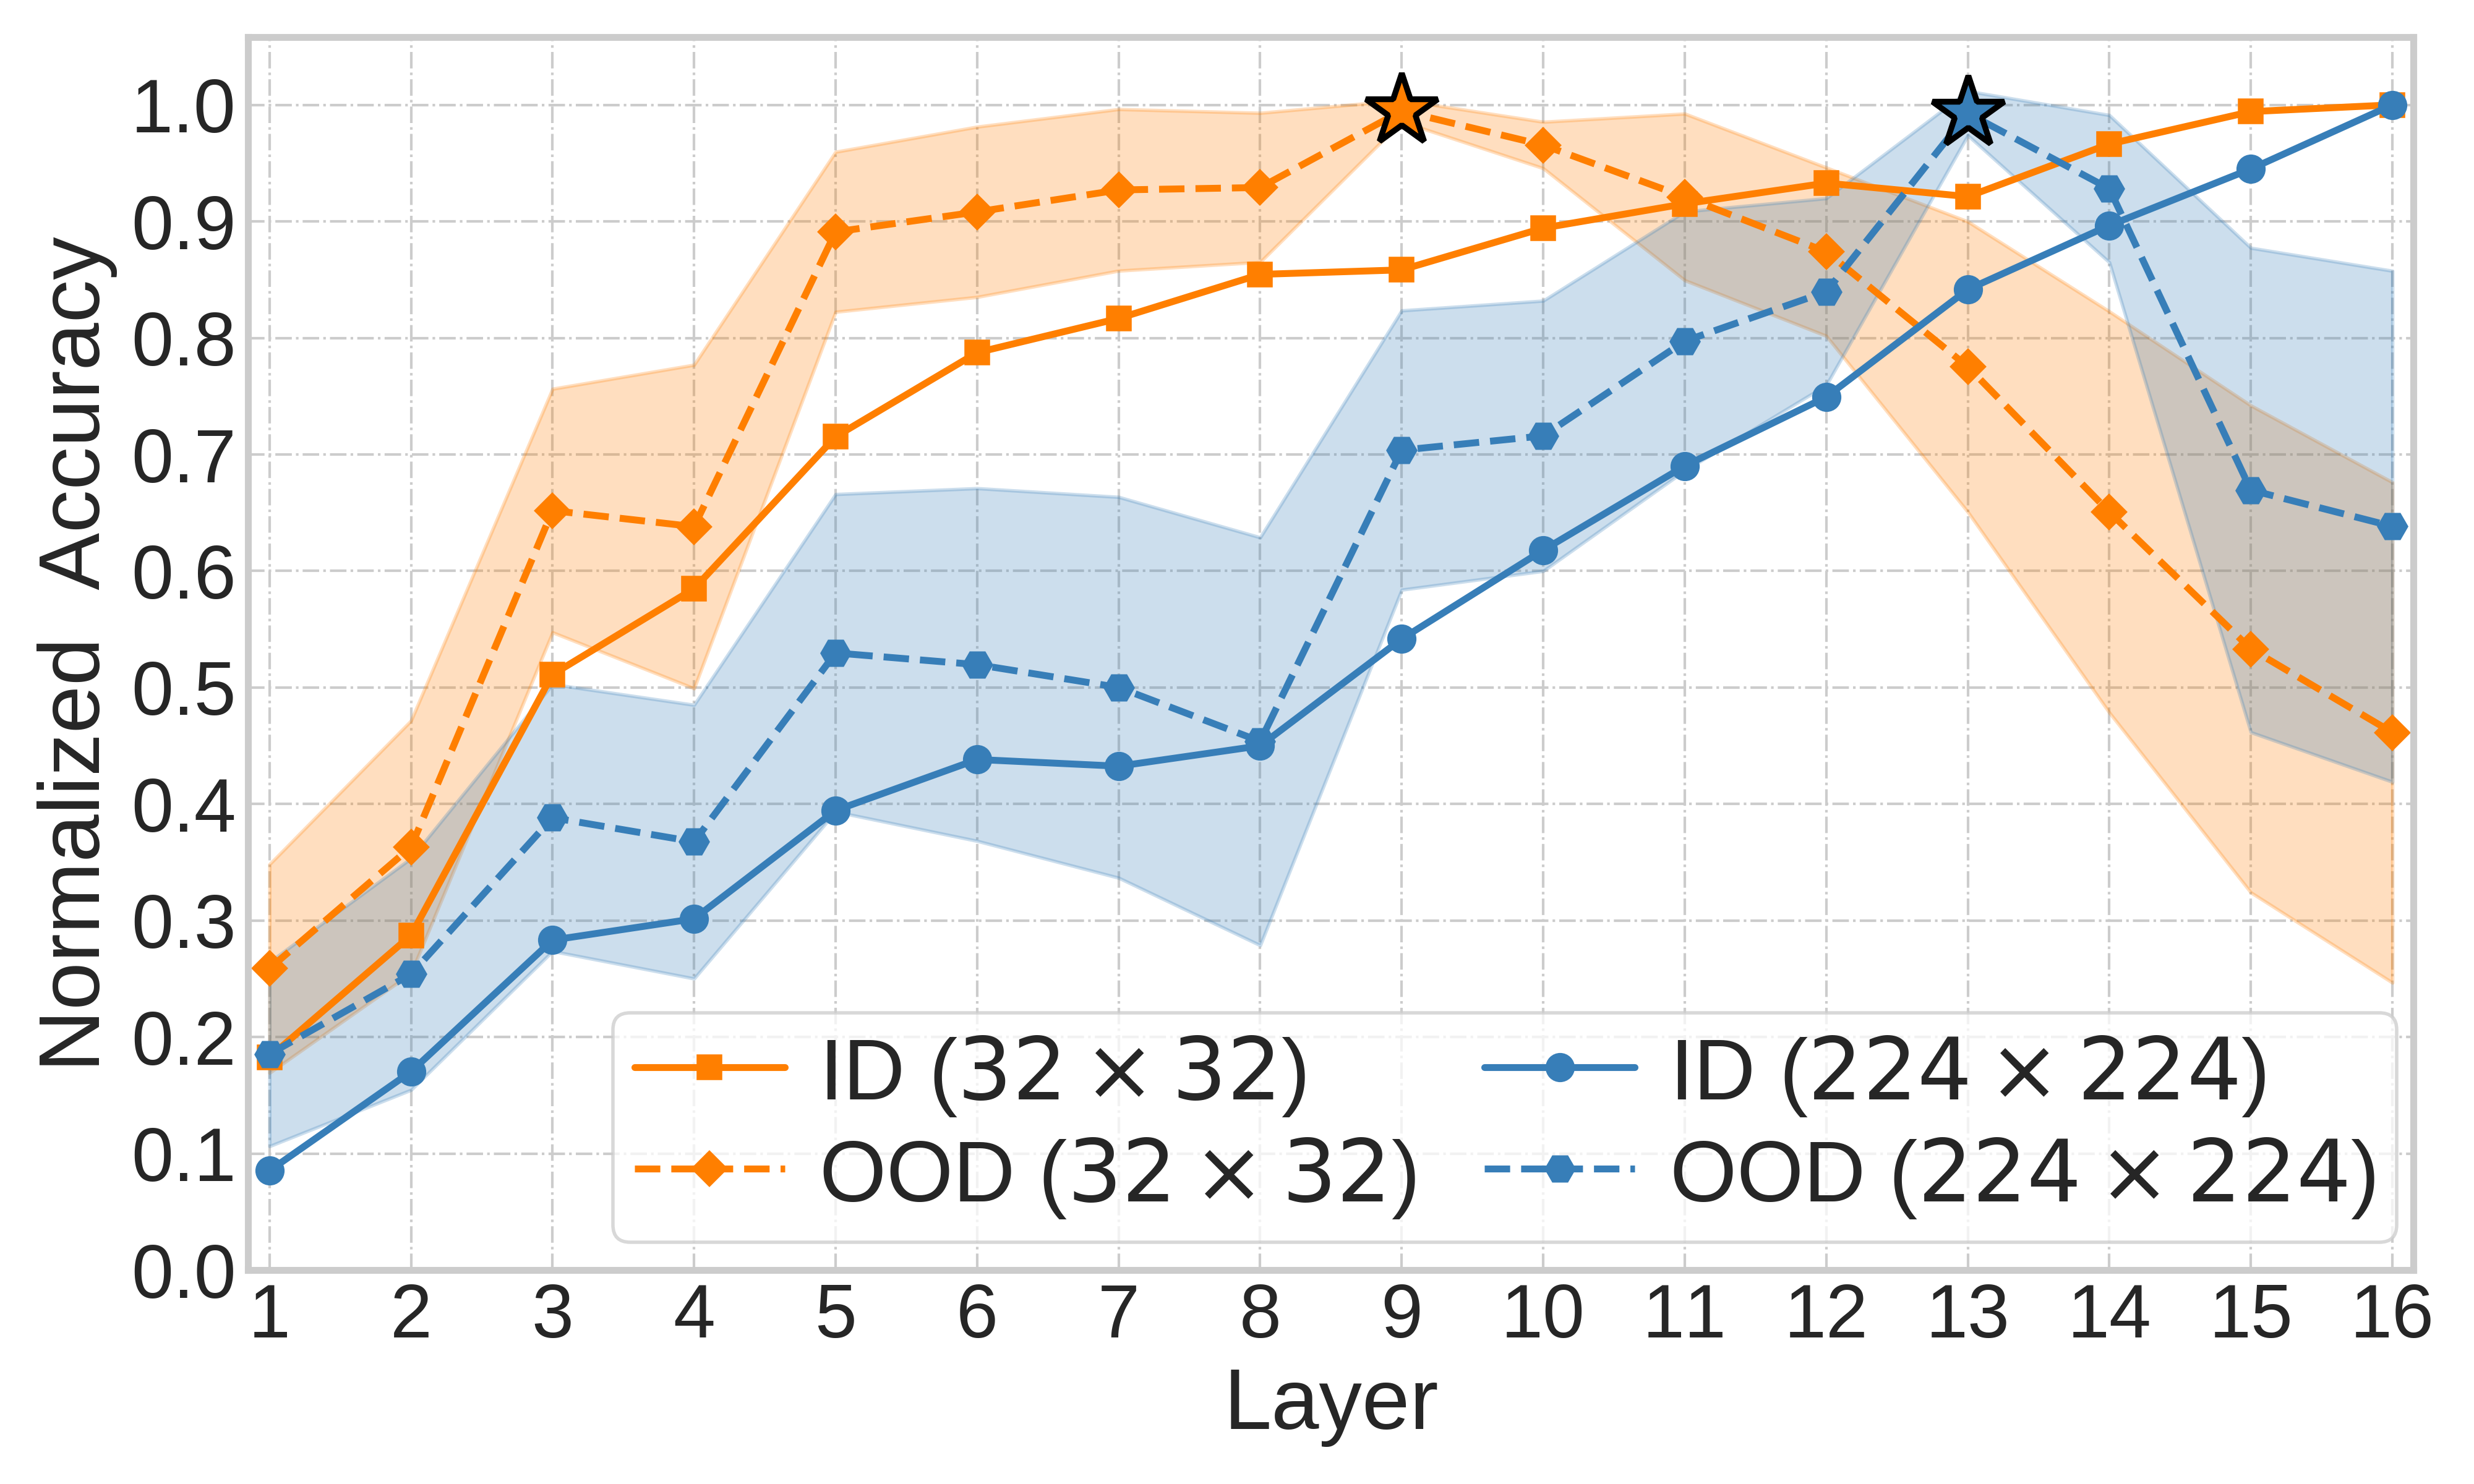 Normalized Accuracy
1.0
0.9
0.8
0.7
0.6
0.5
0.4
0.3
0.2
0.1
0.0
ID (32 × 32)
OOD (32 × 32)
ID (224 × 224)
OOD (224 × 224)
1 2 3 4 5 6 7 8 9 10 11 12 13 14 15 16
Layer